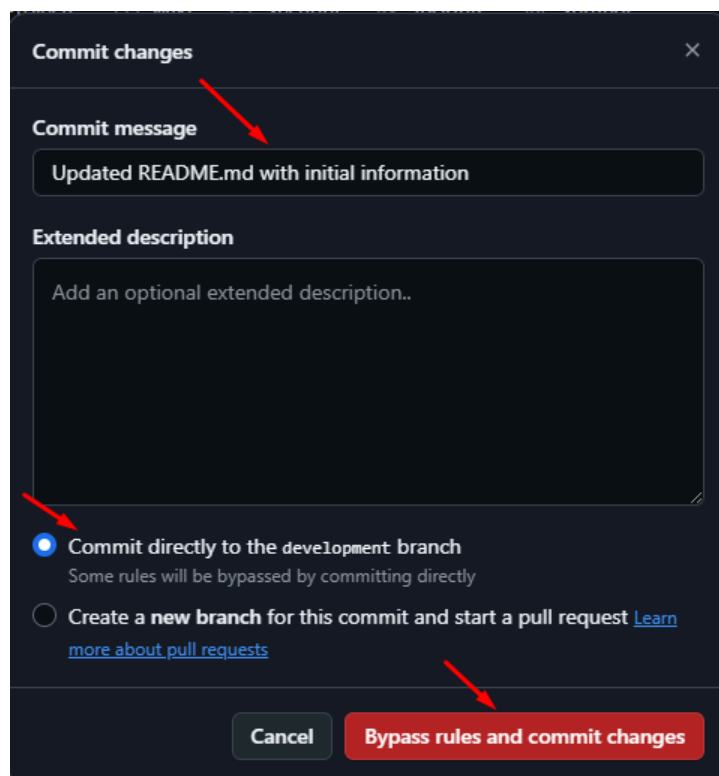 Commit changes
Commit message
Updated README.md with initial information
Extended description
Add an optional extended description..
Commit directly to the development branch
Some rules will be bypassed by committing directly
Create a new branch for this commit and start a pull request Learn
more about pull requests
Cancel
Bypass rules and commit changes